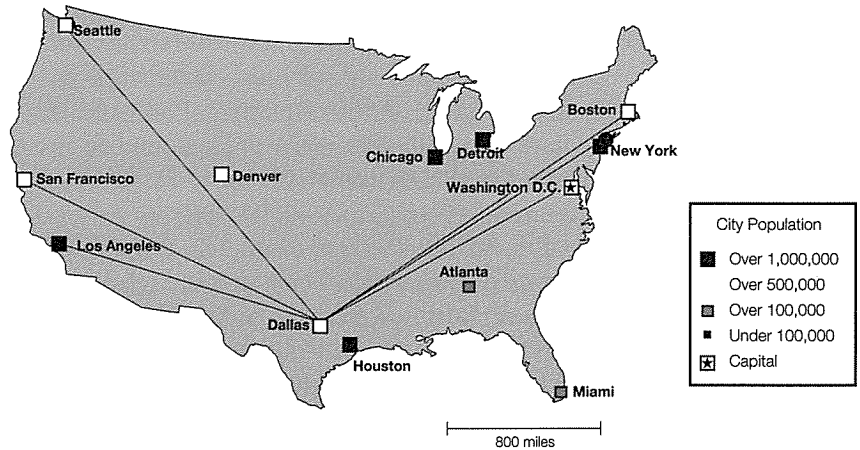 Seattle
Boston
New York
Chicago
Detroit
San Francisco
Denver
Washington D.C.
Los Angeles
Atlanta
Dallas
Houston
Miami
800 miles
City Population
Over 1,000,000
Over 500,000
Over 100,000
Under 100,000
Capital